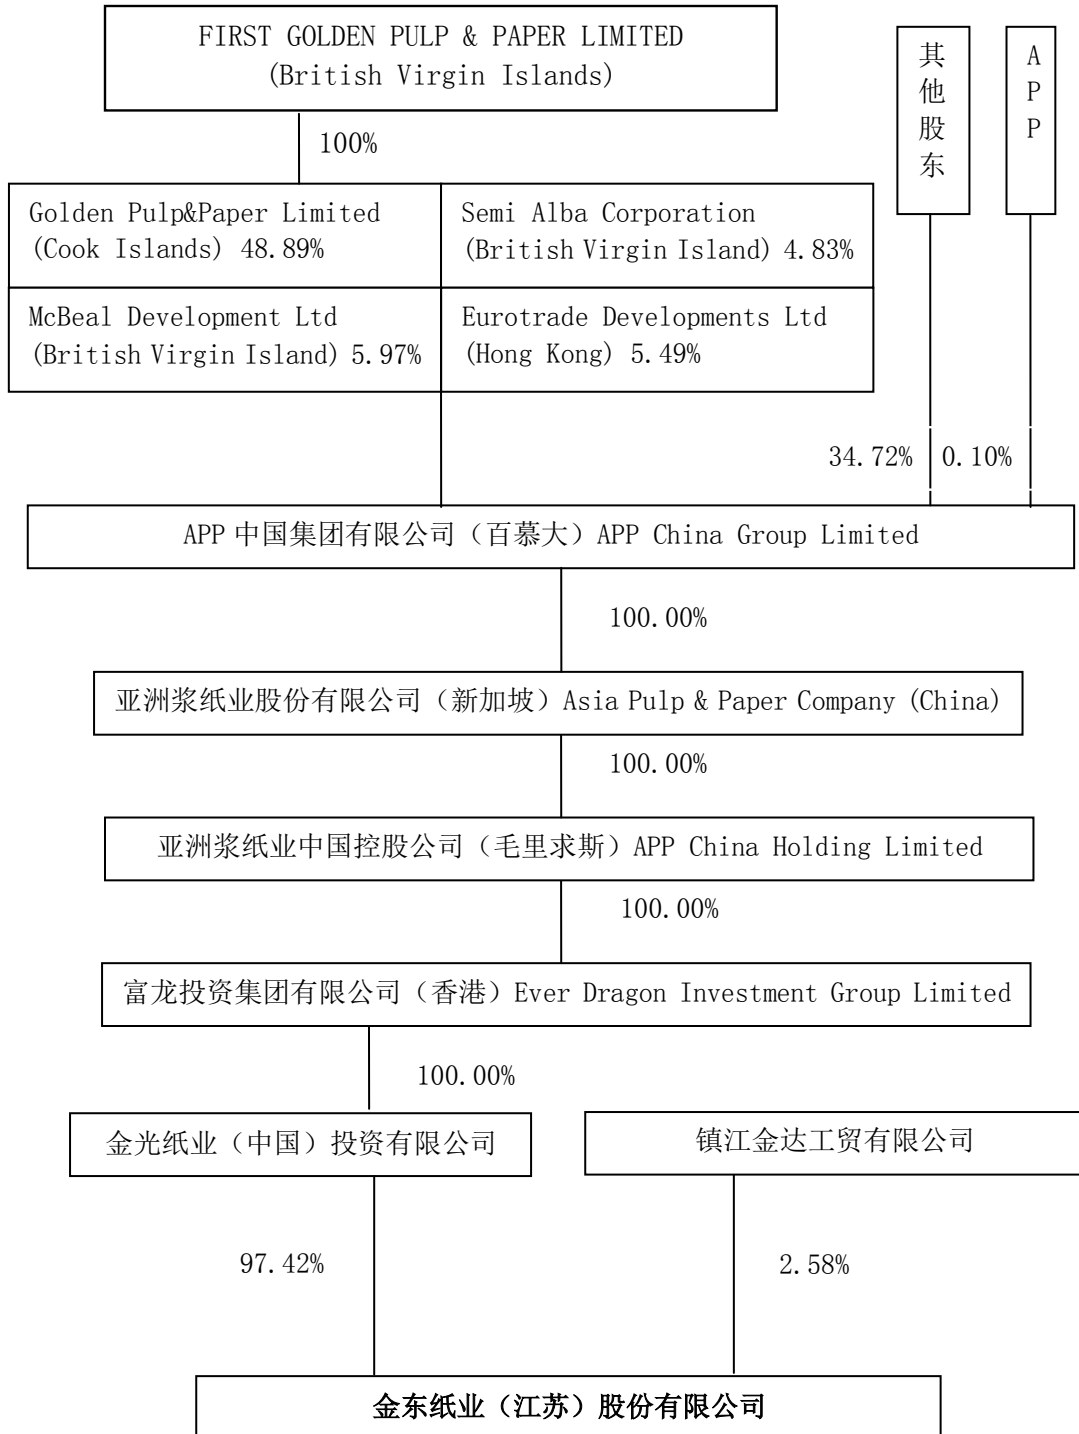 FIRST GOLDEN PULP & PAPER LIMITED
(British Virgin Islands)
其他股东
APP
100%
Golden Pulp&Paper Limited
(Cook Islands) 48.89%
Semi Alba Corporation
(British Virgin Island) 4.83%
McBeal Development Ltd
(British Virgin Island) 5.97%
Eurotrade Developments Ltd
(Hong Kong) 5.49%
34.72%
0.10%
APP 中国集团有限公司（百慕大）APP China Group Limited
100.00%
亚洲浆纸业股份有限公司（新加坡）Asia Pulp & Paper Company (China)
100.00%
亚洲浆纸业中国控股公司（毛里求斯）APP China Holding Limited
100.00%
富龙投资集团有限公司（香港）Ever Dragon Investment Group Limited
100.00%
金光纸业（中国）投资有限公司
镇江金达工贸有限公司
97.42%
2.58%
金东纸业（江苏）股份有限公司